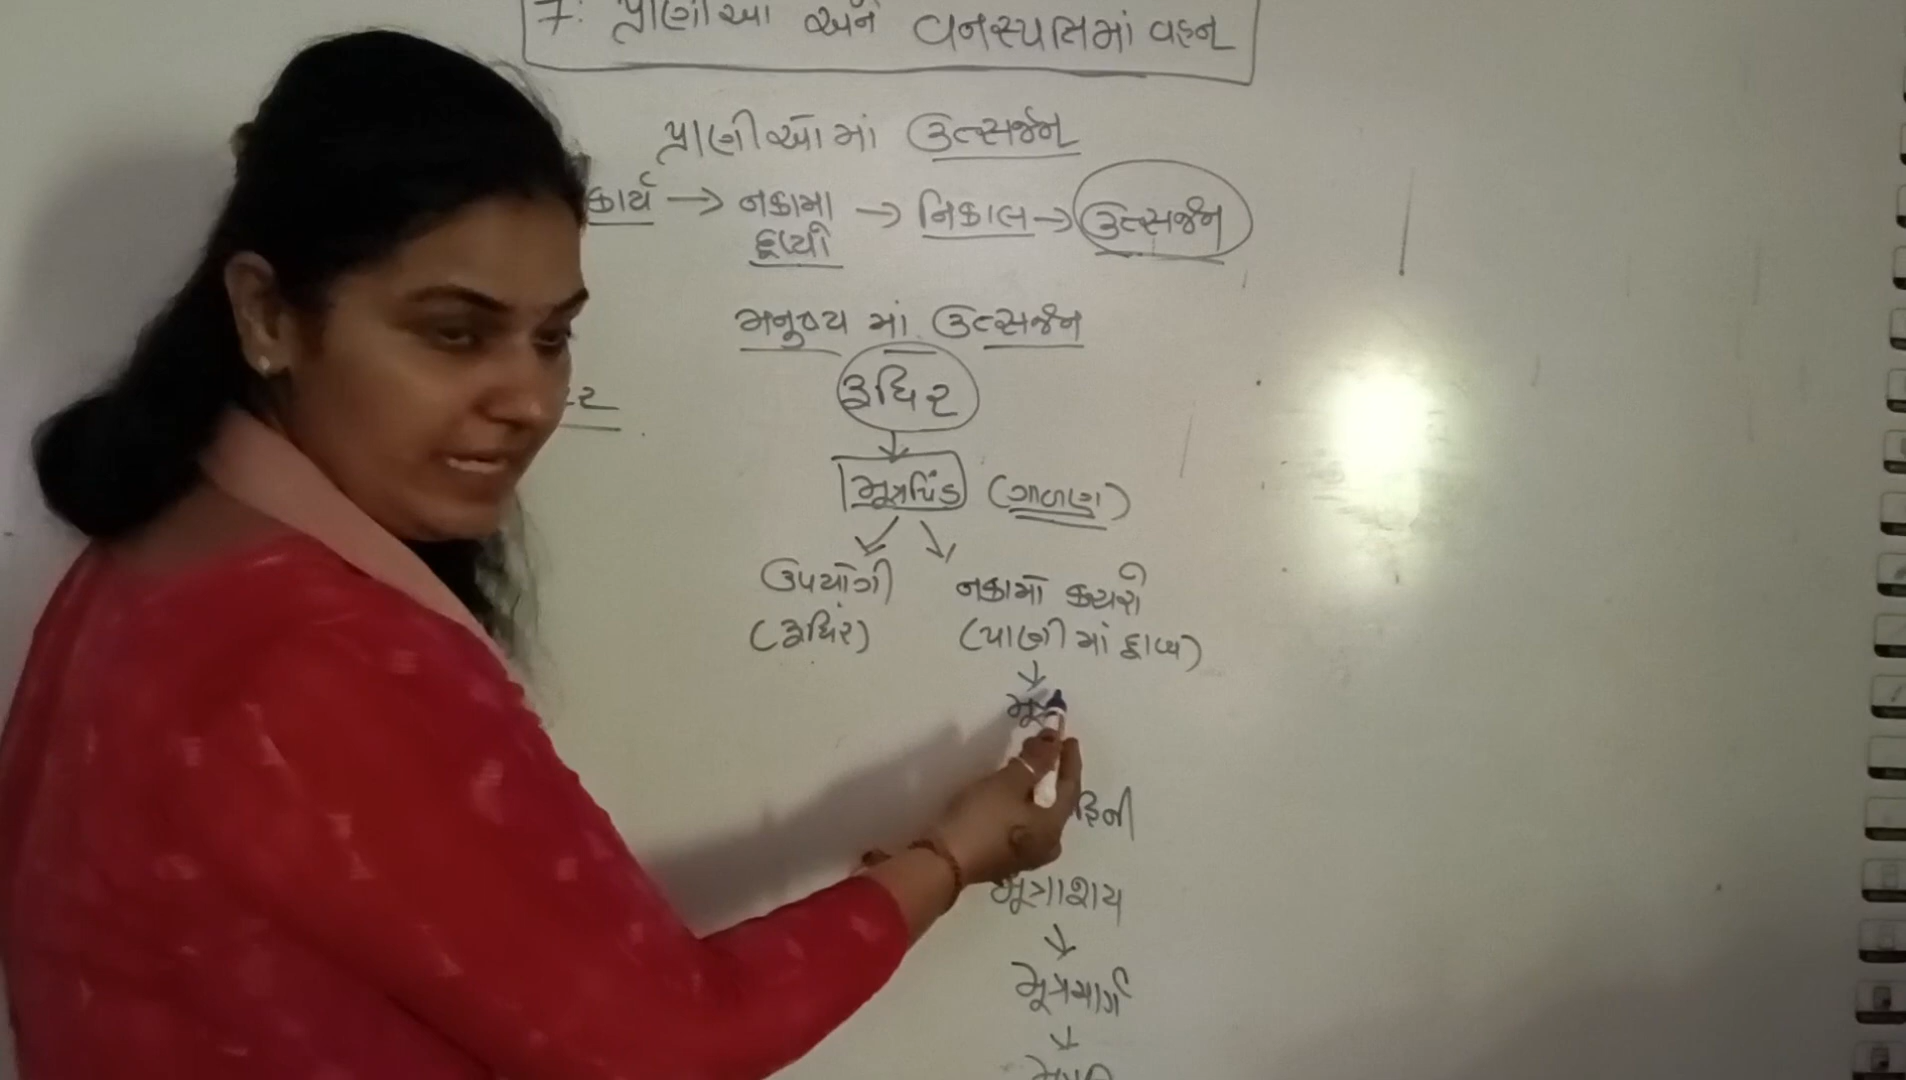 7. પ્રાણીઓ અને વનસ્પતિમાં વહન
પ્રાણીઓમાં ઉત્સર્જન
કાર્ય → નકામા → નિકાલ → ઉત્સર્જન
દ્રવ્યો
મનુષ્ય માં ઉત્સર્જન
રૂધિર
મૂત્રપિંડ (ગાળણ)
ઉપયોગી નકામો કચરો
(રૂધિર) (પાણી માં દ્રાવ્ય)
મૂત્રાશય
મૂત્રમાર્ગ